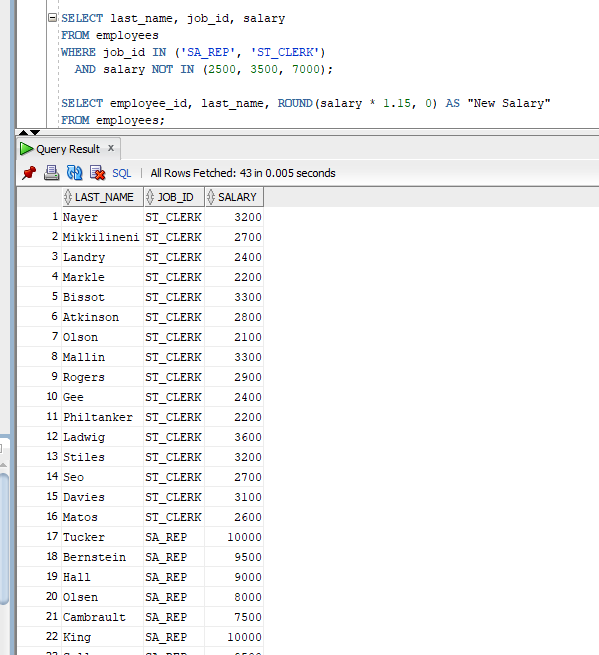 SELECT last_name, job_id, salary
FROM employees
WHERE job_id IN ('SA_REP', 'ST_CLERK')
AND salary NOT IN (2500, 3500, 7000);
SELECT employee_id, last_name, ROUND(salary * 1.15, 0) AS "New Salary"
FROM employees;
Query Result x
SQL | All Rows Fetched: 43 in 0.005 seconds
LAST_NAME JOB_ID SALARY
1 Nayer ST_CLERK 3200
2 Mikkilineni ST_CLERK 2700
3 Landry ST_CLERK 2400
4 Markle ST_CLERK 2200
5 Bissot ST_CLERK 3300
6 Atkinson ST_CLERK 2800
7 Olson ST_CLERK 2100
8 Mallin ST_CLERK 3300
9 Rogers ST_CLERK 2900
10 Gee ST_CLERK 2400
11 Philtanker ST_CLERK 2200
12 Ladwig ST_CLERK 3600
13 Stiles ST_CLERK 3200
14 Seo ST_CLERK 2700
15 Davies ST_CLERK 3100
16 Matos ST_CLERK 2600
17 Tucker SA_REP 10000
18 Bernstein SA_REP 9500
19 Hall SA_REP 9000
20 Olsen SA_REP 8000
21 Cambrault SA_REP 7500
22 King SA_REP 10000